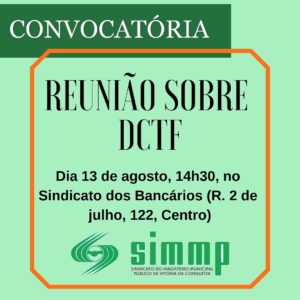 CONVOCATÓRIA
REUNIÃO SOBRE
DCTF
Dia 13 de agosto, 14h30, no
Sindicato dos Bancários (R. 2 de
julho, 122, Centro)
simmp
SINDICATO DO MAGISTÉRIO MUNICIPAL
PÚBLICO DE VITÓRIA DA CONQUISTA